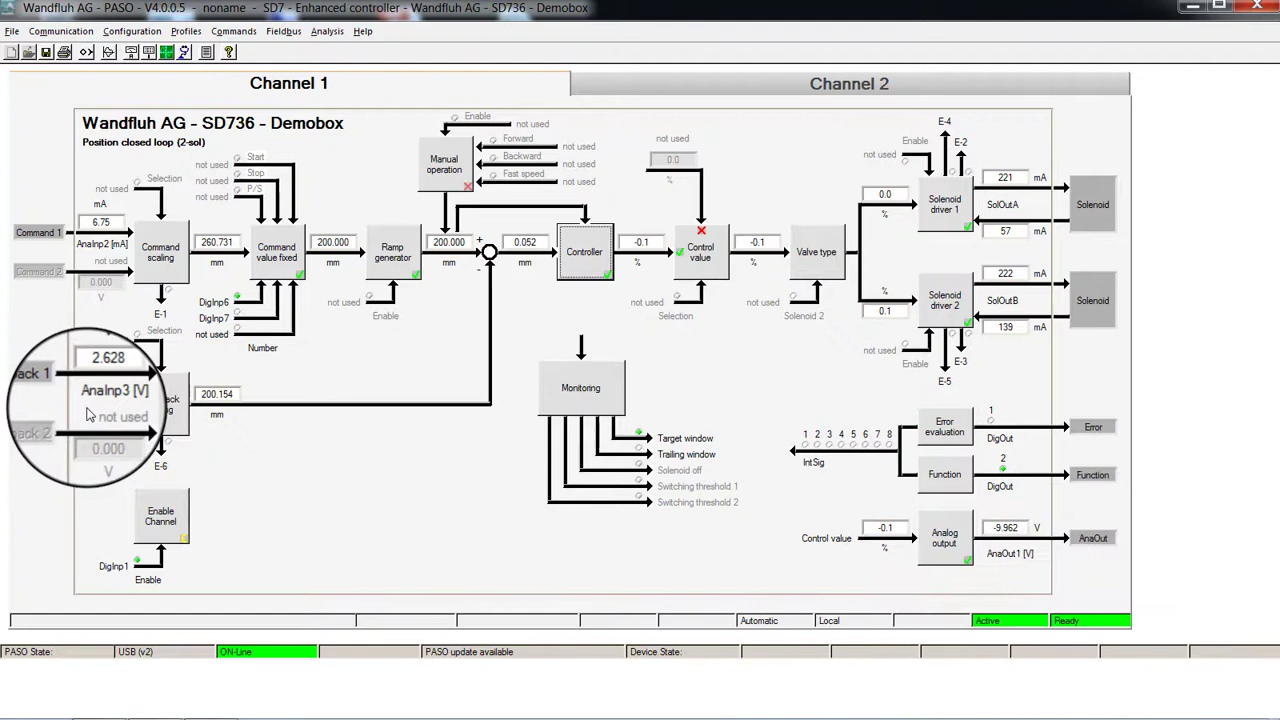 Wandfluh AG - PASO - V4.0.0.5 - noname - SD7 - Enhanced controller - Wandfluh AG - SD736 - Demobox
File Communication Configuration Profiles Commands Fieldbus Analysis Help
Channel 1
Channel 2
Wandfluh AG - SD736 - Demobox
Position closed loop (2-sol)
not used
Selection
mA
6.75
Command 1
AnaInp2 [mA]
Command 2
not used
0.000
V
Command scaling
E-1
260.731
mm
not used
Start
not used
Stop
not used
P/S
Command value fixed
DigInp6
DigInp7
not used
Number
200.000
mm
Ramp generator
not used
Enable
Enable
not used
Manual operation
Forward
not used
Backward
not used
Fast speed
not used
200.000
mm
+
-
0.052
mm
Controller
-0.1
%
not used
0.0
%
Control value
not used
Selection
-0.1
%
Valve type
not used
Solenoid 2
0.0
%
%
0.1
Enable
not used
E-4
E-2
Solenoid driver 1
221 mA
SolOutA
57
mA
Solenoid
Solenoid driver 2
222 mA
SolOutB
139
mA
Solenoid
not used
Enable
E-3
E-5
Selection
2.628
ack 1
AnaInp3 [V]
not used
ack 2
0.000
V
ck
g
E-6
200.154
mm
Monitoring
Target window
Trailing window
Solenoid off
Switching threshold 1
Switching threshold 2
1 2 3 4 5 6 7 8
IntSig
Error evaluation
1
DigOut
Error
Function
2
DigOut
Function
Enable Channel
DigInp1
Enable
Control value
-0.1
%
Analog output
-9.962 V
AnaOut1 [V]
AnaOut
Automatic
Local
Active
Ready
PASO State:
USB (v2)
ON-Line
PASO update available
Device State: